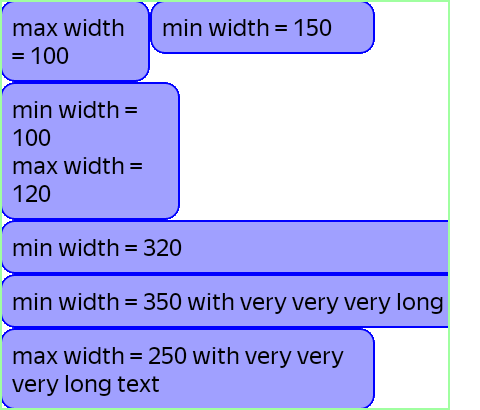 max width
= 100
min width = 150
min width =
100
max width =
120
min width = 320
min width = 350 with very very very long
max width = 250 with very very
very long text